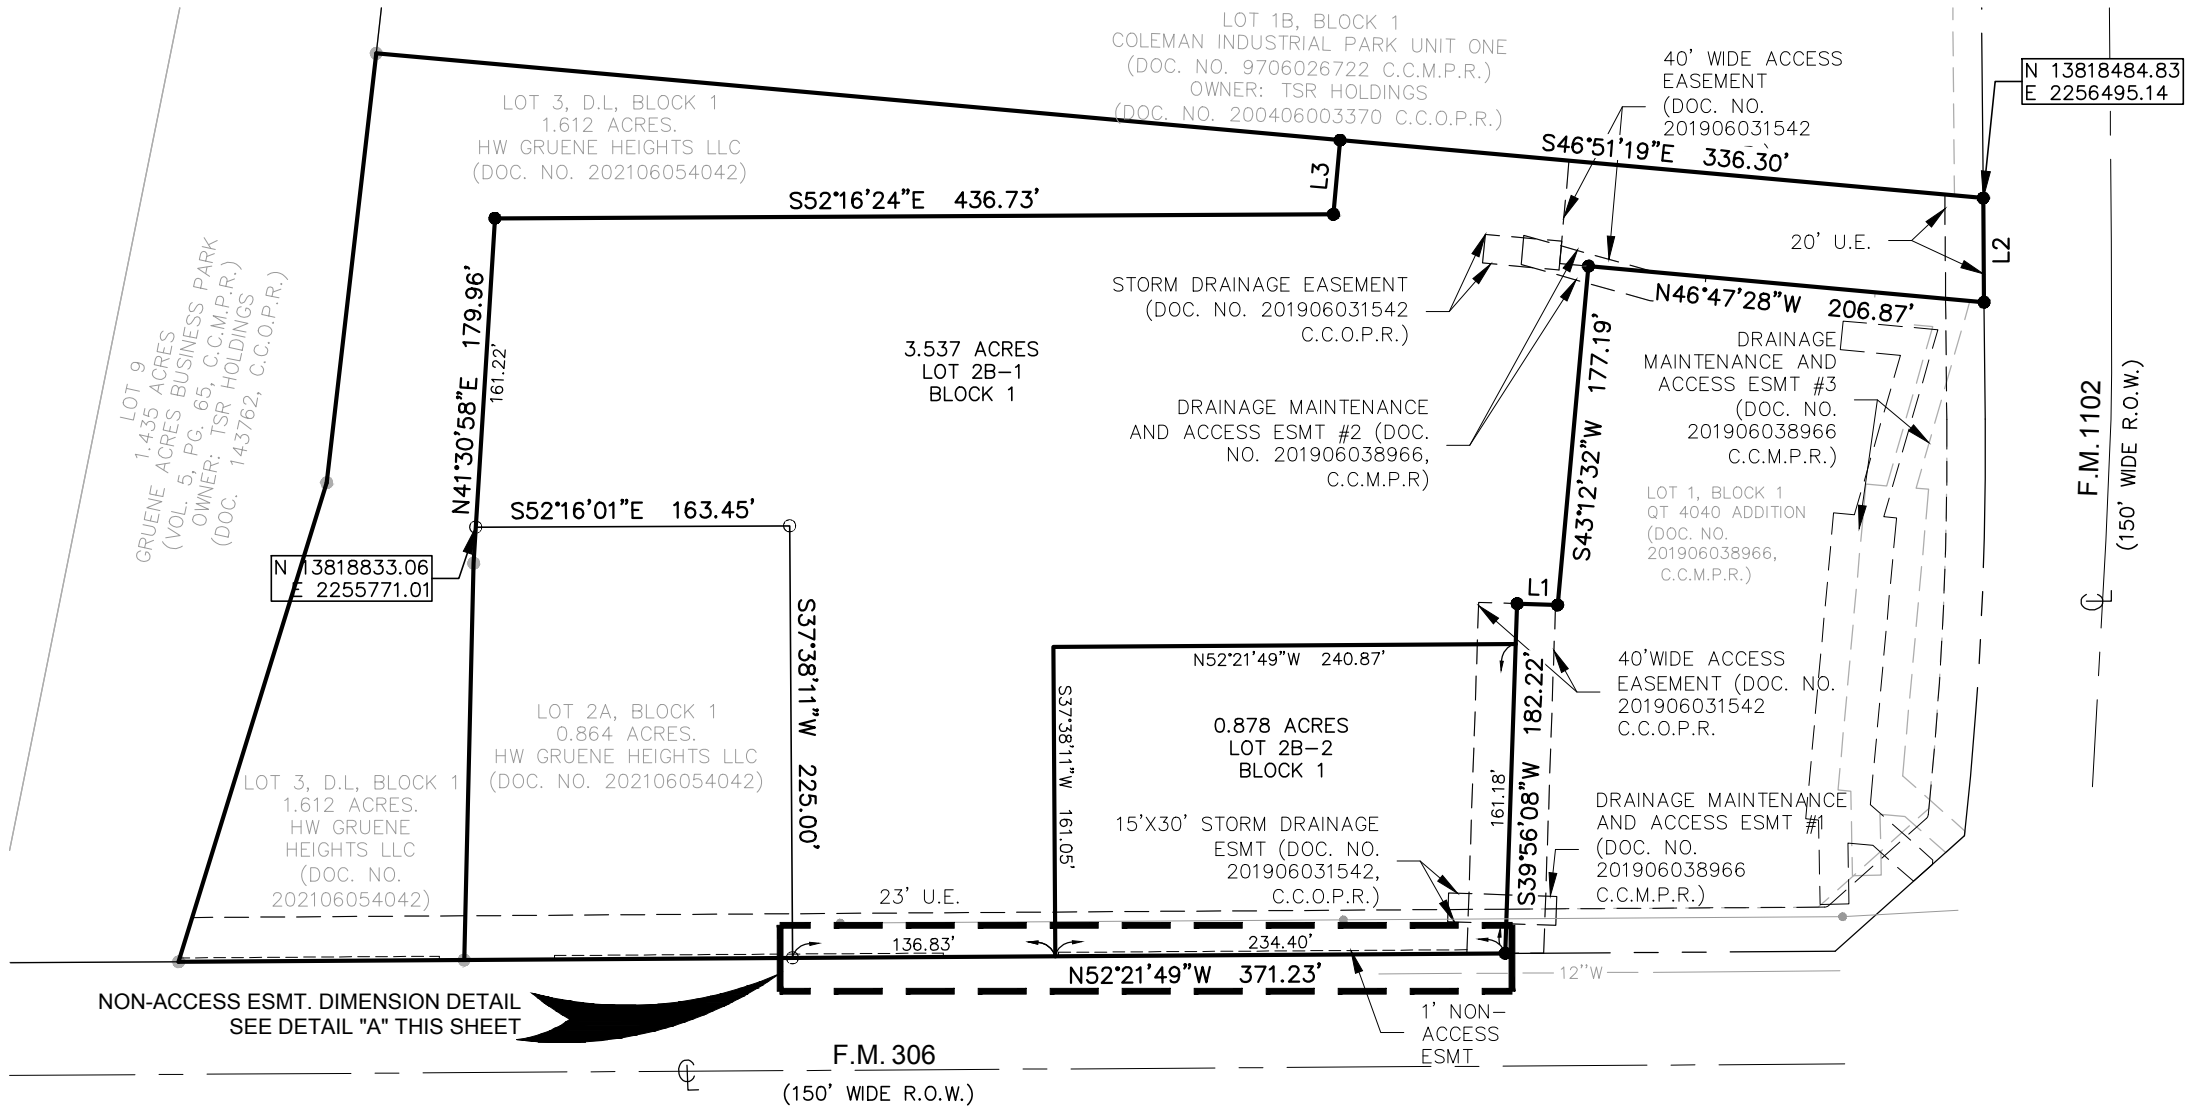 LOT 1B, BLOCK 1
COLEMAN INDUSTRIAL PARK UNIT ONE
(DOC. NO. 9706026722 C.C.M.P.R.)
OWNER: TSR HOLDINGS
(DOC. NO. 200406003370 C.C.O.P.R.)
40' WIDE ACCESS
EASEMENT
(DOC. NO.
201906031542
N 13818484.83
E 2256495.14
LOT 3, D.L, BLOCK 1
1.612 ACRES.
HW GRUENE HEIGHTS LLC
(DOC. NO. 202106054042)
S46°51'19"E 336.30'
L3
S52°16'24"E 436.73'
20' U.E.
L2
LOT 9
1.435 ACRES
GRUENE ACRES BUSINESS PARK
(VOL. 5, PG. 65, C.C.M.P.R.)
OWNER: TSR HOLDINGS
(DOC. 143762, C.C.O.P.R.)
N41°30'58"E 179.96'
161.22'
STORM DRAINAGE EASEMENT
(DOC. NO. 201906031542
C.C.O.P.R.)
N46°47'28"W 206.87'
3.537 ACRES
LOT 2B-1
BLOCK 1
S43°12'32"W 177.19'
DRAINAGE
MAINTENANCE AND
ACCESS ESMT #3
(DOC. NO.
201906038966
C.C.M.P.R.)
DRAINAGE MAINTENANCE
AND ACCESS ESMT #2 (DOC.
NO. 201906038966,
C.C.M.P.R)
F.M. 1102
(150' WIDE R.O.W.)
LOT 1, BLOCK 1
QT 4040 ADDITION
(DOC. NO.
201906038966,
C.C.M.P.R.)
S52°16'01"E 163.45'
N 13818833.06
E 2255771.01
L1
S37°38'11"W 225.00'
N52°21'49"W 240.87'
S37°38'11"W 161.05'
0.878 ACRES
LOT 2B-2
BLOCK 1
161.18'
S39°56'08"W 182.22'
40'WIDE ACCESS
EASEMENT (DOC. NO.
201906031542
C.C.O.P.R.
LOT 2A, BLOCK 1
0.864 ACRES.
HW GRUENE HEIGHTS LLC
(DOC. NO. 202106054042)
LOT 3, D.L, BLOCK 1
1.612 ACRES.
HW GRUENE
HEIGHTS LLC
(DOC. NO.
202106054042)
15'X30' STORM DRAINAGE
ESMT (DOC. NO.
201906031542,
C.C.O.P.R.)
DRAINAGE MAINTENANCE
AND ACCESS ESMT #1
(DOC. NO.
201906038966
C.C.M.P.R.)
23' U.E.
136.83'
234.40'
N52°21'49"W 371.23'
12"W
NON-ACCESS ESMT. DIMENSION DETAIL
SEE DETAIL "A" THIS SHEET
1' NON-
ACCESS
ESMT
F.M. 306
(150' WIDE R.O.W.)